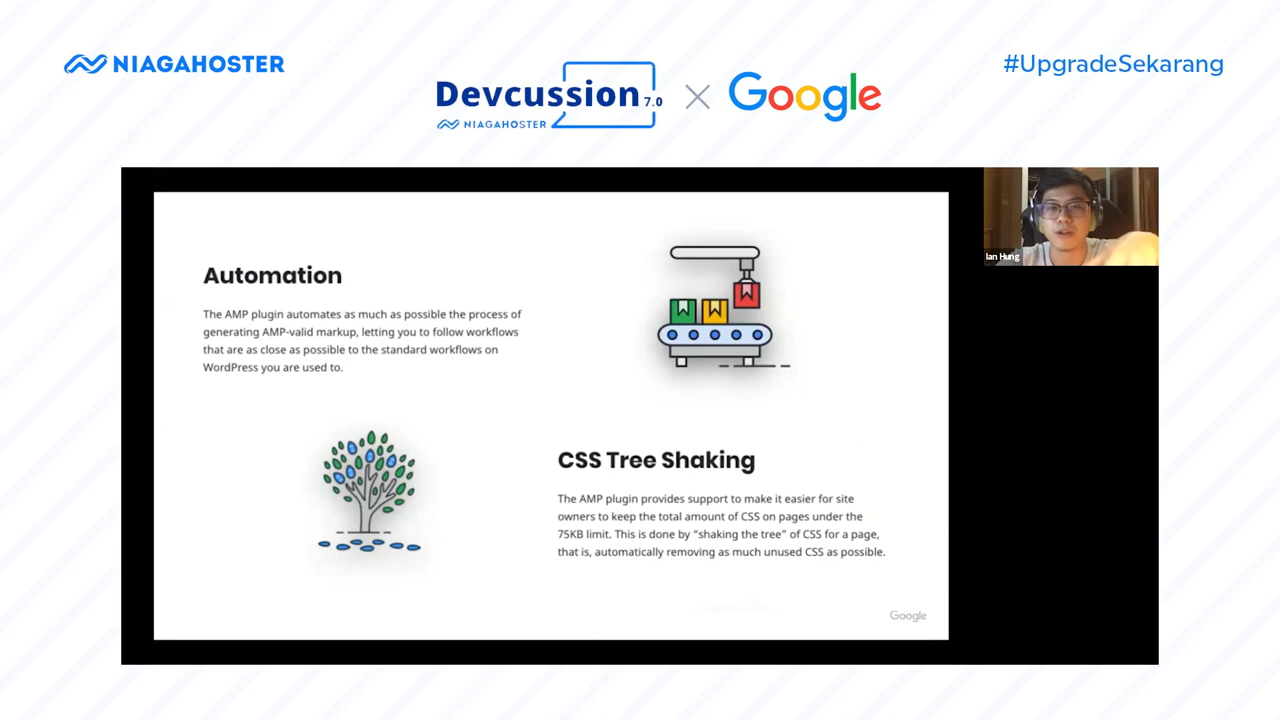 NIAGAHOSTER
Devcussion 7.0
NIAGAHOSTER
Google
#UpgradeSekarang
Ian Hung
Automation
The AMP plugin automates as much as possible the process of
generating AMP-valid markup, letting you to follow workflows
that are as close as possible to the standard workflows on
WordPress you are used to.
CSS Tree Shaking
The AMP plugin provides support to make it easier for site
owners to keep the total amount of CSS on pages under the
75KB limit. This is done by “shaking the tree” of CSS for a page,
that is, automatically removing as much unused CSS as possible.
Google